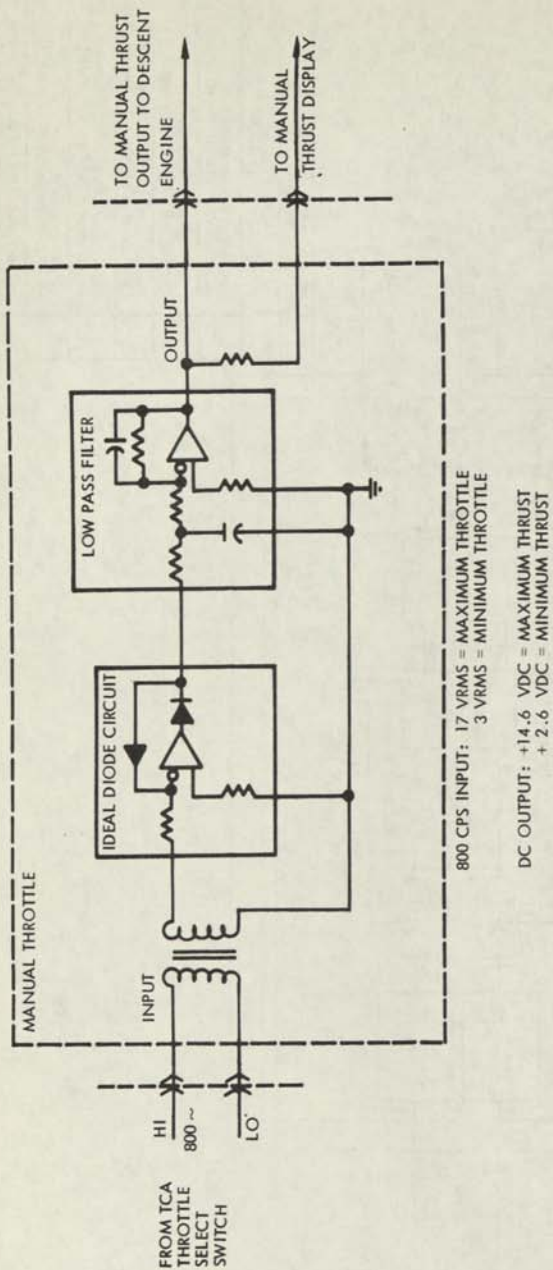 MANUAL THROTTLE
FROM TCA
THROTTLE
SELECT
SWITCH
HI
800 ~
LO
INPUT
IDEAL DIODE CIRCUIT
LOW PASS FILTER
OUTPUT
TO MANUAL THRUST
OUTPUT TO DESCENT
ENGINE
TO MANUAL
THRUST DISPLAY
800 CPS INPUT: 17 VRMS = MAXIMUM THROTTLE
3 VRMS = MINIMUM THROTTLE
DC OUTPUT: +14.6 VDC = MAXIMUM THRUST
+ 2.6 VDC = MINIMUM THRUST